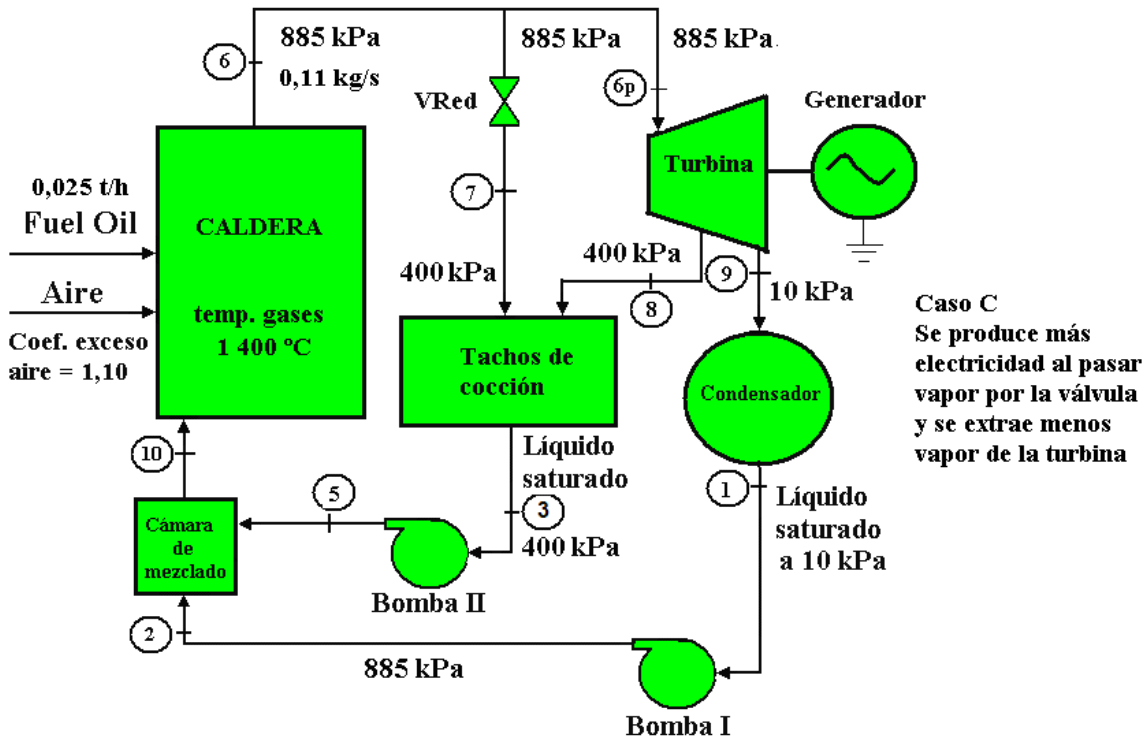 885 kPa
885 kPa
885 kPa.
6
0,11 kg/s
6p
VRed
Generador
Turbina
0,025 t/h
Fuel Oil
CALDERA
7
400 kPa
9
Aire
400 kPa
8
10 kPa
temp. gases
1 400 ºC
Coef. exceso
aire = 1,10
Tachos de
cocción
Condensador
Caso C
Se produce más
electricidad al pasar
vapor por la válvula
y se extrae menos
vapor de la turbina
10
Líquido
saturado
1
Líquido
saturado
a 10 kPa
5
3
400 kPa
Cámara
de
mezclado
Bomba II
2
885 kPa
Bomba I